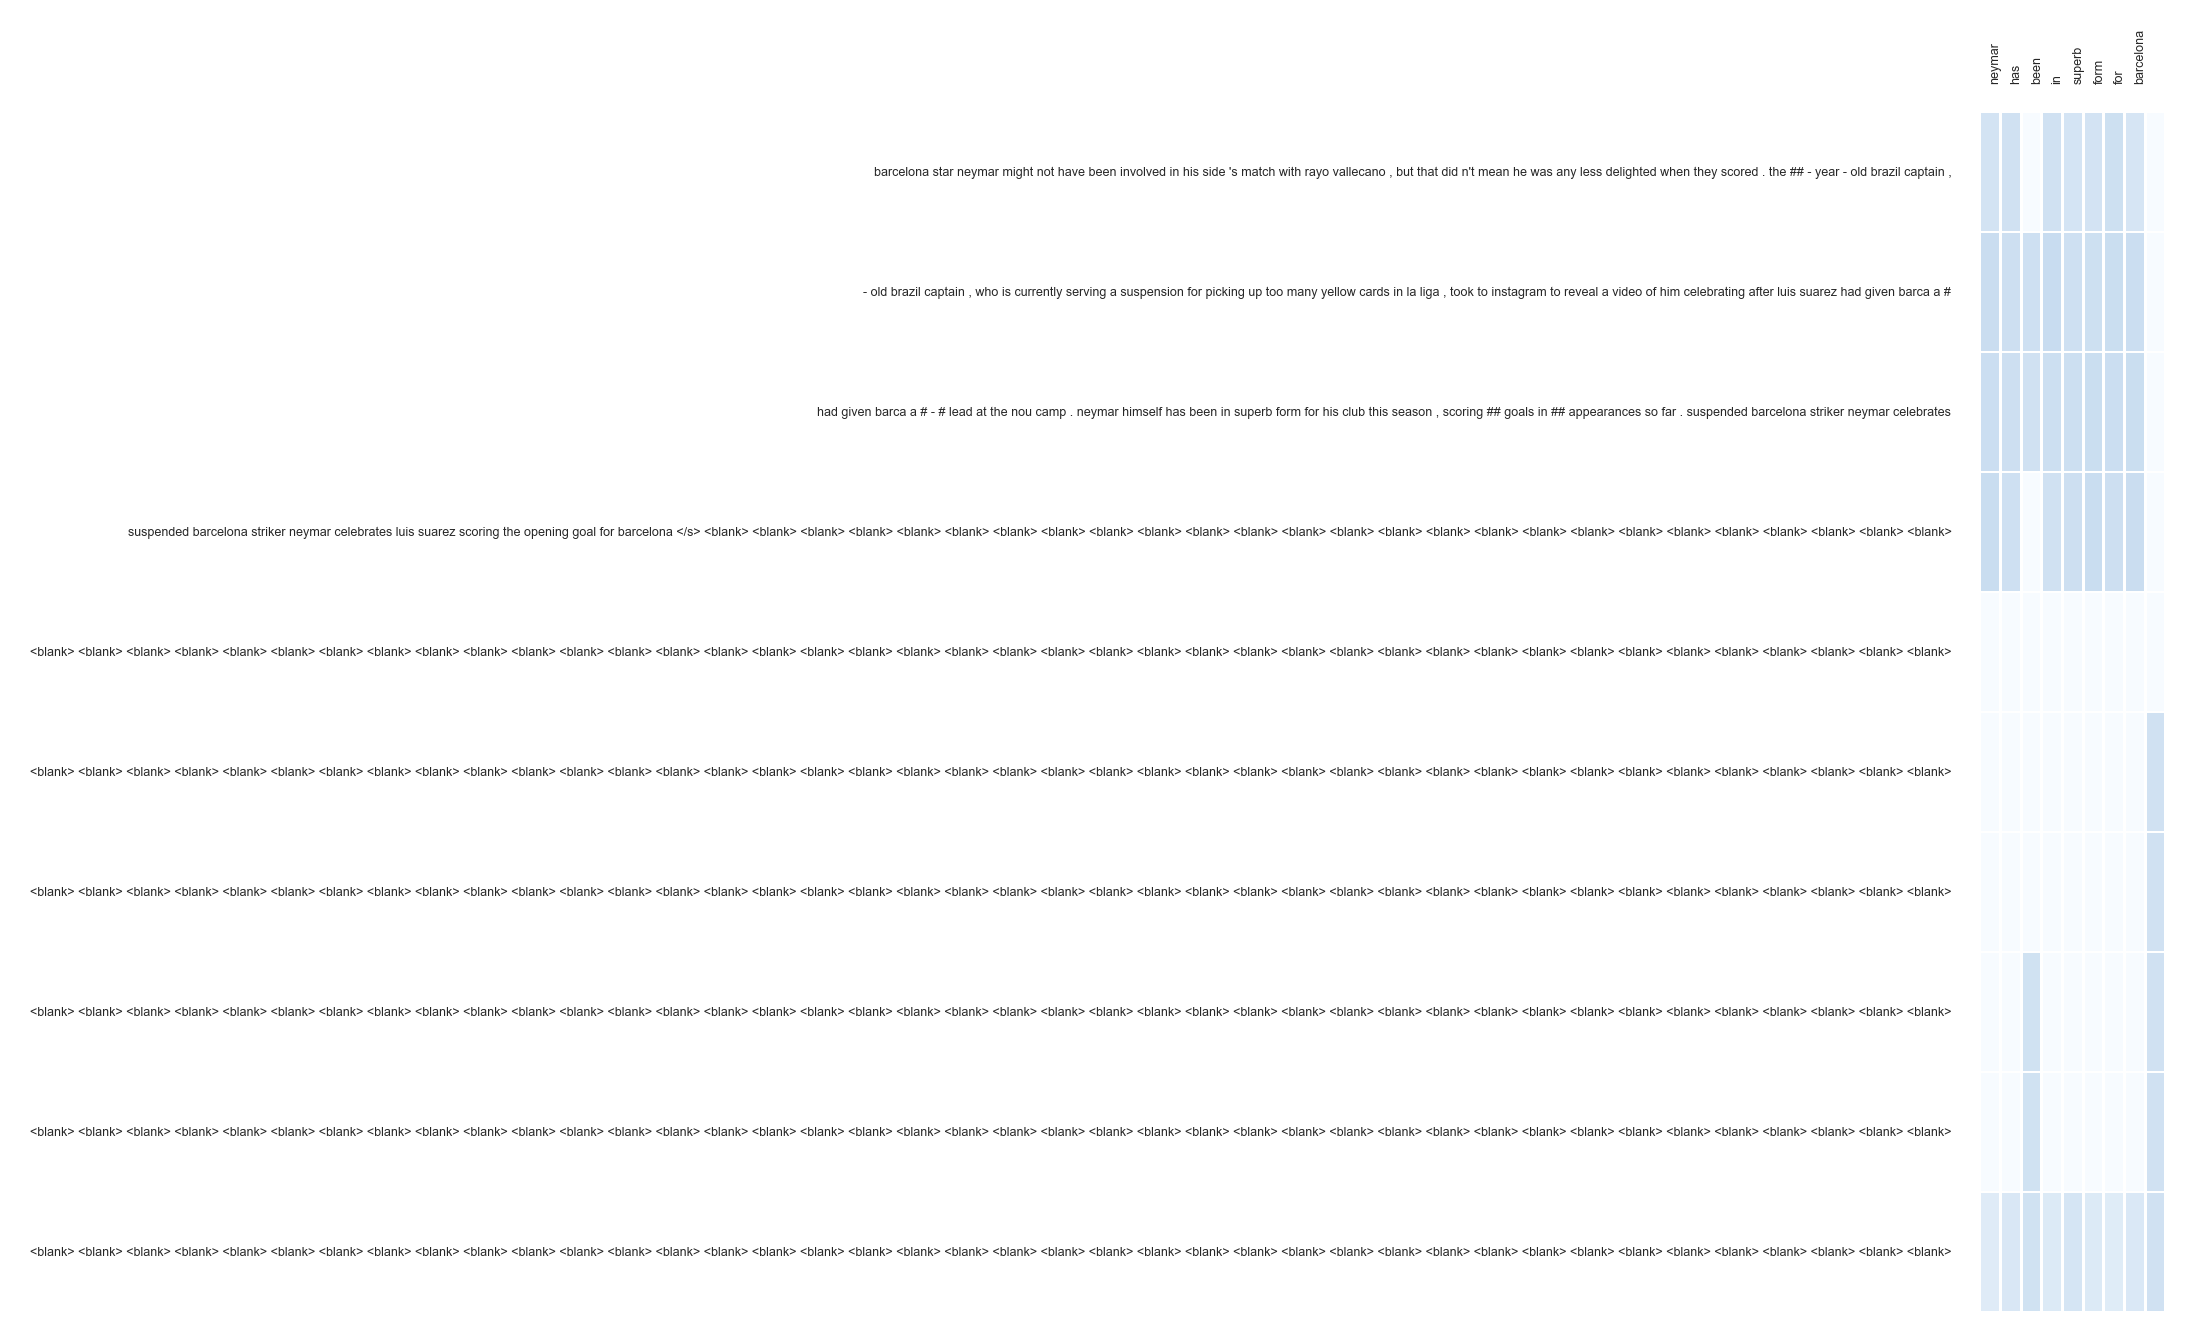 neymar
has
been
in
superb
form
for
barcelona
barcelona star neymar might not have been involved in his side 's match with rayo vallecano , but that did n't mean he was any less delighted when they scored . the ## - year - old brazil captain ,
- old brazil captain , who is currently serving a suspension for picking up too many yellow cards in la liga , took to instagram to reveal a video of him celebrating after luis suarez had given barca a #
had given barca a # - # lead at the nou camp . neymar himself has been in superb form for his club this season , scoring ## goals in ## appearances so far . suspended barcelona striker neymar celebrates
suspended barcelona striker neymar celebrates luis suarez scoring the opening goal for barcelona </s> <blank> <blank> <blank> <blank> <blank> <blank> <blank> <blank> <blank> <blank> <blank> <blank> <blank> <blank> <blank> <blank> <blank> <blank> <blank> <blank> <blank> <blank> <blank> <blank> <blank> <blank>
<blank> <blank> <blank> <blank> <blank> <blank> <blank> <blank> <blank> <blank> <blank> <blank> <blank> <blank> <blank> <blank> <blank> <blank> <blank> <blank> <blank> <blank> <blank> <blank> <blank> <blank> <blank> <blank> <blank> <blank> <blank> <blank> <blank> <blank> <blank> <blank> <blank> <blank> <blank> <blank>
<blank> <blank> <blank> <blank> <blank> <blank> <blank> <blank> <blank> <blank> <blank> <blank> <blank> <blank> <blank> <blank> <blank> <blank> <blank> <blank> <blank> <blank> <blank> <blank> <blank> <blank> <blank> <blank> <blank> <blank> <blank> <blank> <blank> <blank> <blank> <blank> <blank> <blank> <blank> <blank>
<blank> <blank> <blank> <blank> <blank> <blank> <blank> <blank> <blank> <blank> <blank> <blank> <blank> <blank> <blank> <blank> <blank> <blank> <blank> <blank> <blank> <blank> <blank> <blank> <blank> <blank> <blank> <blank> <blank> <blank> <blank> <blank> <blank> <blank> <blank> <blank> <blank> <blank> <blank> <blank>
<blank> <blank> <blank> <blank> <blank> <blank> <blank> <blank> <blank> <blank> <blank> <blank> <blank> <blank> <blank> <blank> <blank> <blank> <blank> <blank> <blank> <blank> <blank> <blank> <blank> <blank> <blank> <blank> <blank> <blank> <blank> <blank> <blank> <blank> <blank> <blank> <blank> <blank> <blank> <blank>
<blank> <blank> <blank> <blank> <blank> <blank> <blank> <blank> <blank> <blank> <blank> <blank> <blank> <blank> <blank> <blank> <blank> <blank> <blank> <blank> <blank> <blank> <blank> <blank> <blank> <blank> <blank> <blank> <blank> <blank> <blank> <blank> <blank> <blank> <blank> <blank> <blank> <blank> <blank> <blank>
<blank> <blank> <blank> <blank> <blank> <blank> <blank> <blank> <blank> <blank> <blank> <blank> <blank> <blank> <blank> <blank> <blank> <blank> <blank> <blank> <blank> <blank> <blank> <blank> <blank> <blank> <blank> <blank> <blank> <blank> <blank> <blank> <blank> <blank> <blank> <blank> <blank> <blank> <blank> <blank>